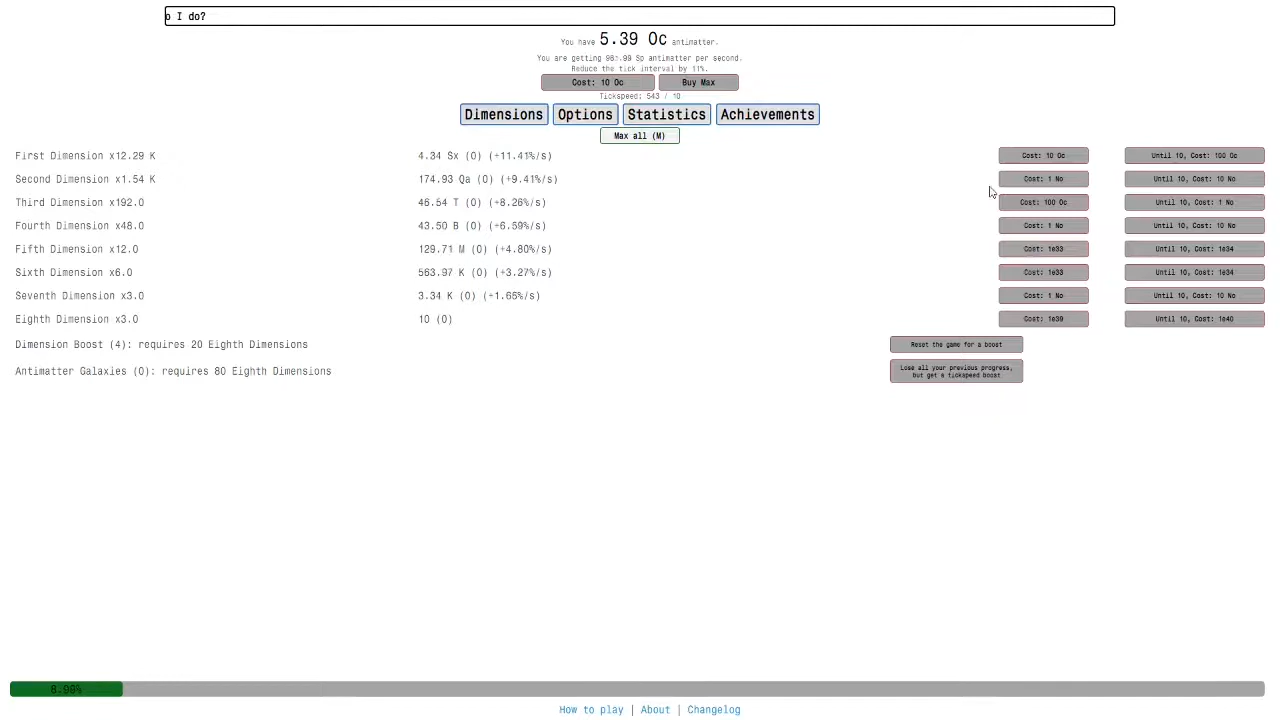 o I do?
You have 5.39 Oc antimatter.
You are getting Sp antimatter per second.
Reduce the tick interval by 11%.
Cost: 10 Oc Buy Max
Tickspeed: 543 / 10
Dimensions Options Statistics Achievements
Max all (M)
First Dimension x12.29 K 4.34 Sx (0) (+11.41%/s) Cost: 10 Oc Until 10, Cost: 100 Oc
Second Dimension x1.54 K 174.93 Qa (0) (+9.41%/s) Cost: 1 No Until 10, Cost: 10 No
Third Dimension x192.0 46.54 T (0) (+8.26%/s) Cost: 100 Oc Until 10, Cost: 1 No
Fourth Dimension x48.0 43.50 B (0) (+6.59%/s) Cost: 1 No Until 10, Cost: 10 No
Fifth Dimension x12.0 129.71 M (0) (+4.80%/s) Cost: 1e33 Until 10, Cost: 1e34
Sixth Dimension x6.0 563.97 K (0) (+3.27%/s) Cost: 1e33 Until 10, Cost: 1e34
Seventh Dimension x3.0 3.34 K (0) (+1.66%/s) Cost: 1 No Until 10, Cost: 10 No
Eighth Dimension x3.0 10 (0) Cost: 1e39 Until 10, Cost: 1e40
Dimension Boost (4): requires 20 Eighth Dimensions Reset the game for a boost
Antimatter Galaxies (0): requires 80 Eighth Dimensions Lose all your previous progress,
but get a tickspeed boost
How to play | About | Changelog